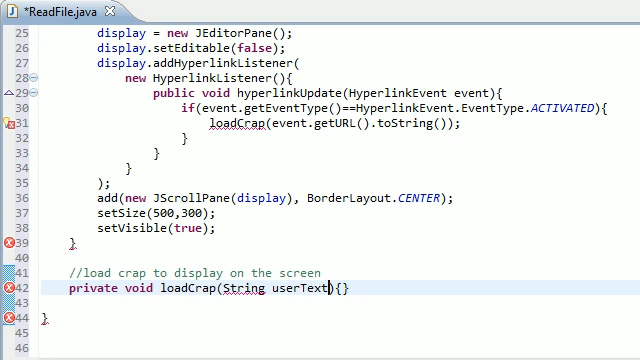 *ReadFile.java
25 display = new JEditorPane();
26 display.setEditable(false);
27 display.addHyperlinkListener(
28 new HyperlinkListener(){
29 public void hyperlinkUpdate(HyperlinkEvent event){
30 if(event.getEventType()==HyperlinkEvent.EventType.ACTIVATED){
31 loadCrap(event.getURL().toString());
32 }
33 }
34 }
35 );
36 add(new JScrollPane(display), BorderLayout.CENTER);
37 setSize(500,300);
38 setVisible(true);
39 }
40
41 //load crap to display on the screen
42 private void loadCrap(String userText){}
43
44 }
45
46